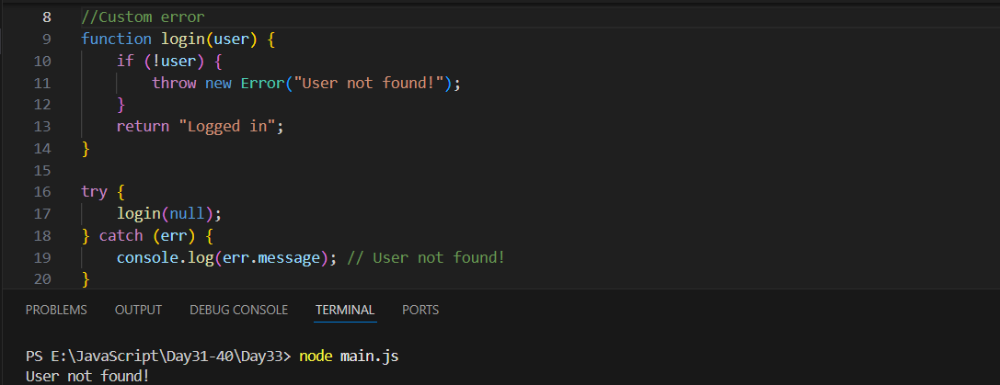 8 //Custom error
9 function login(user) {
10     if (!user) {
11         throw new Error("User not found!");
12     }
13     return "Logged in";
14 }
15
16 try {
17     login(null);
18 } catch (err) {
19     console.log(err.message); // User not found!
20 }
PROBLEMS OUTPUT DEBUG CONSOLE TERMINAL PORTS
PS E:\JavaScript\Day31-40\Day33> node main.js
User not found!